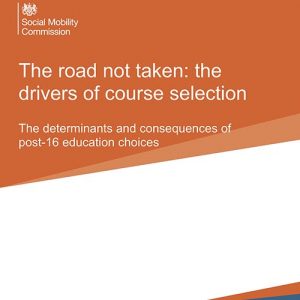 Social Mobility
Commission
The road not taken: the
drivers of course selection
The determinants and consequences of
post-16 education choices